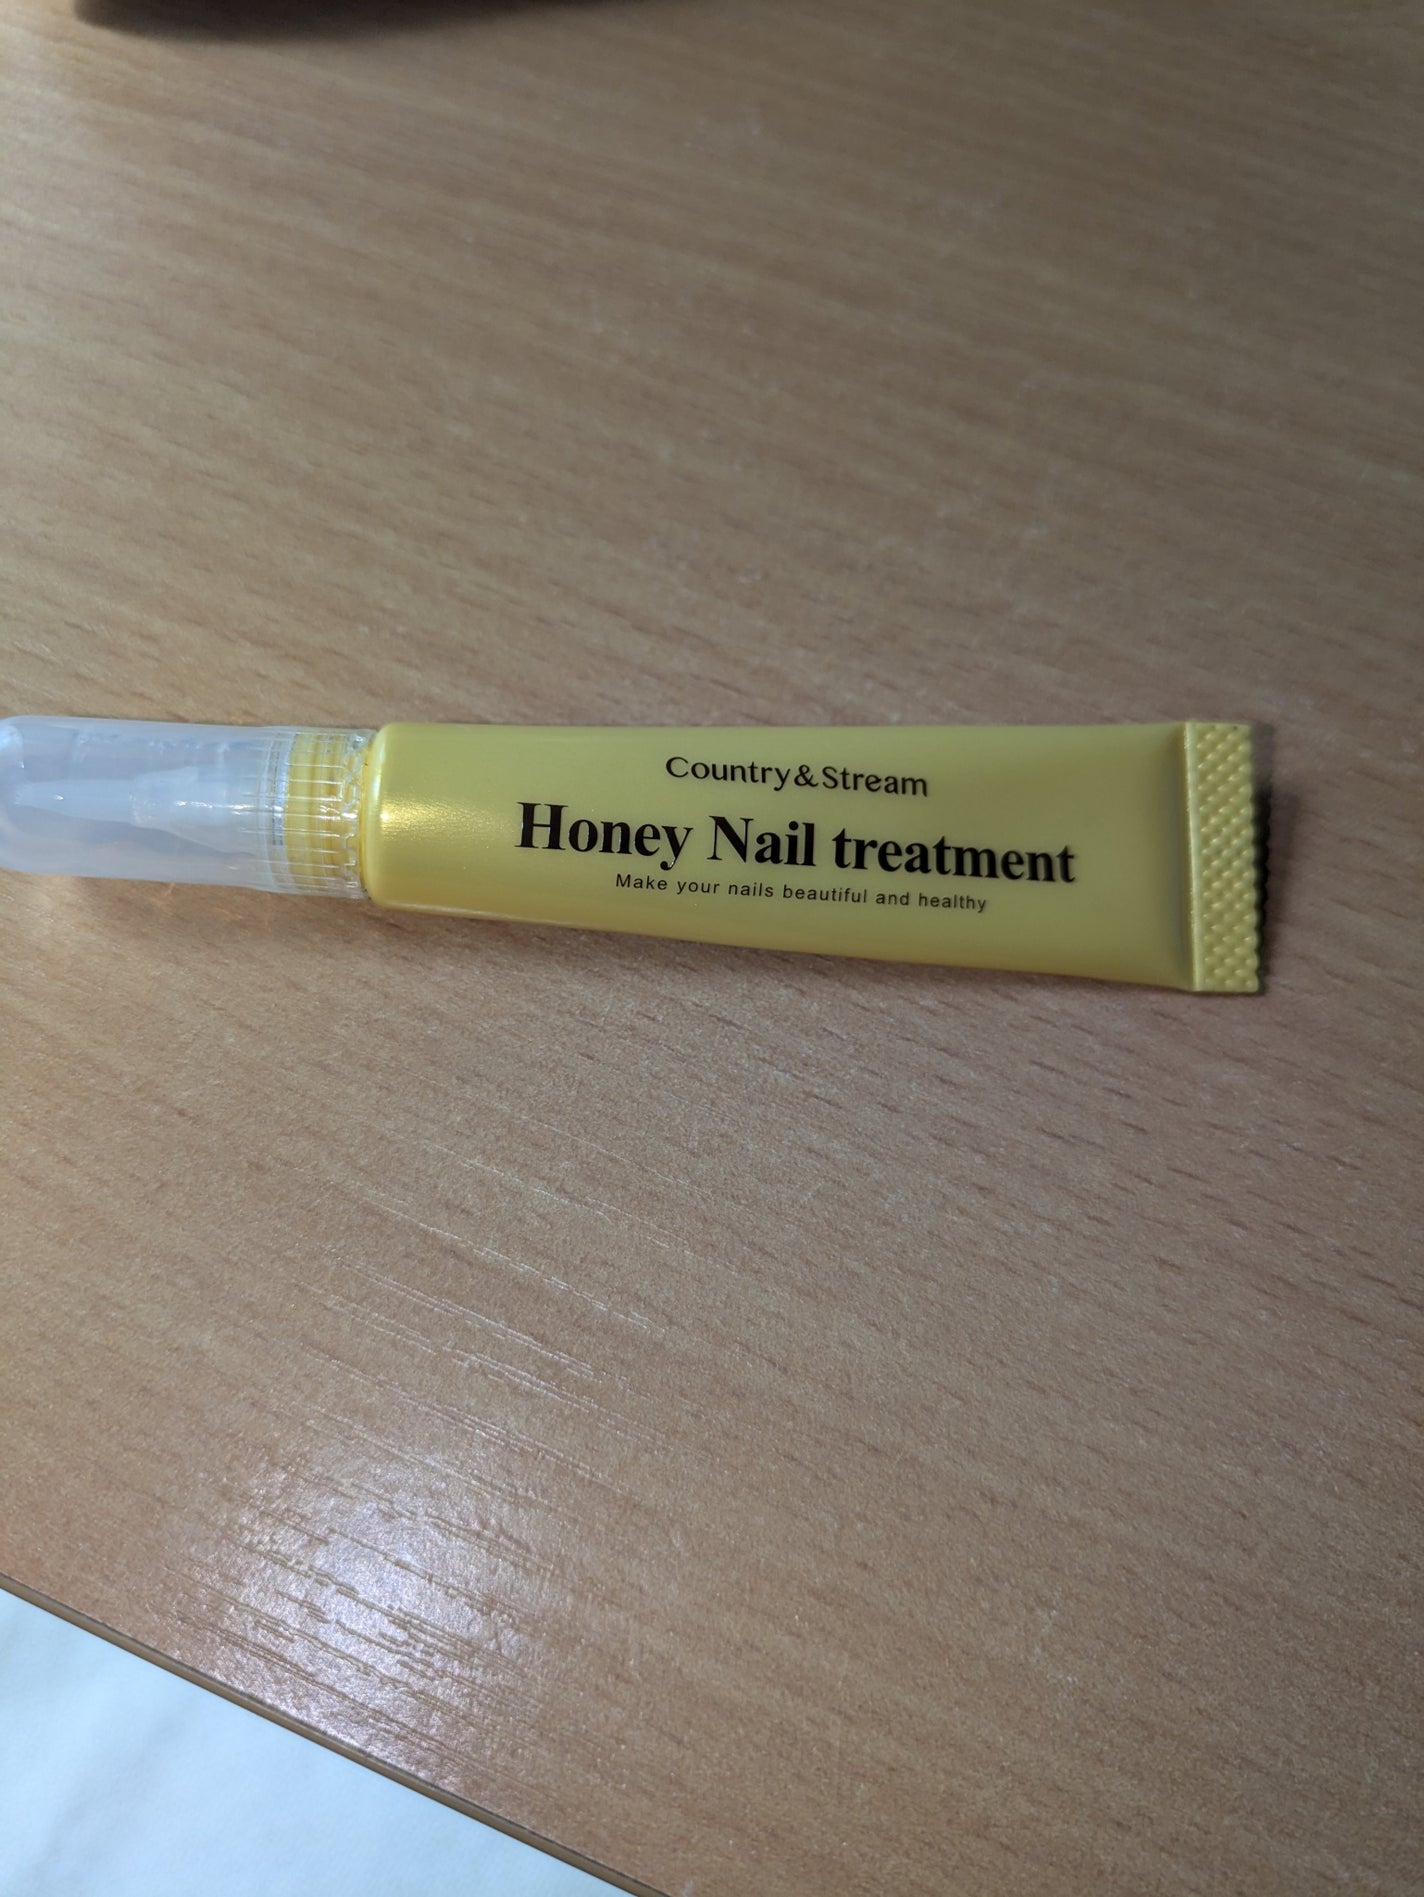 Country&Stream
Honey Nail treatment
Make your nails beautiful and healthy